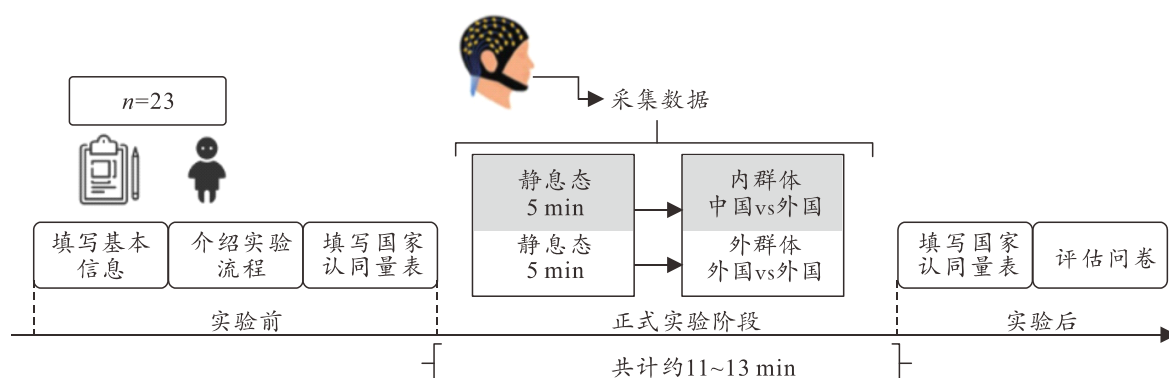 n=23
采集数据
静息态
5 min
内群体
中国vs外国
静息态
5 min
外群体
外国vs外国
填写基本
信息
介绍实验
流程
填写国家
认同量表
填写国家
认同量表
评估问卷
实验前
正式实验阶段
实验后
共计约11~13 min